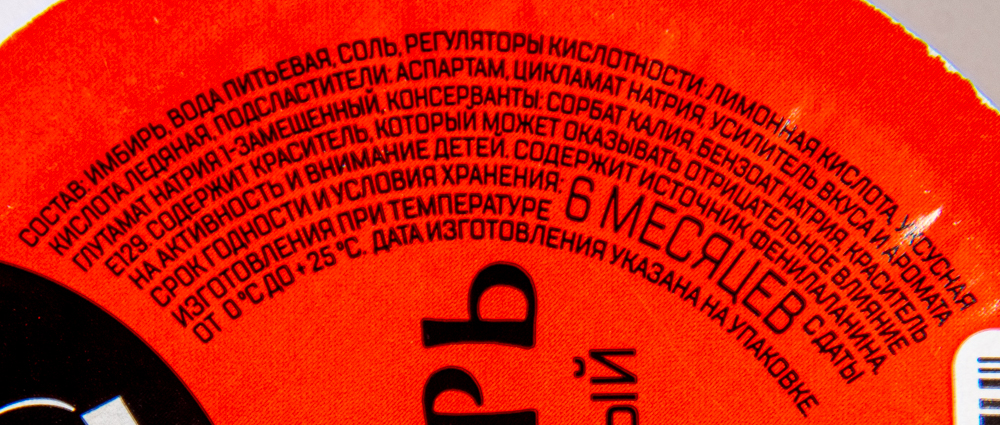 СОСТАВ: ИМБИРЬ, ВОДА ПИТЬЕВАЯ, СОЛЬ, РЕГУЛЯТОРЫ КИСЛОТНОСТИ: ЛИМОННАЯ КИСЛОТА, УКСУСНАЯ
КИСЛОТА ЛЕДЯНАЯ, ПОДСЛАСТИТЕЛИ: АСПАРТАМ, ЦИКЛАМАТ НАТРИЯ, УСИЛИТЕЛЬ ВКУСА И АРОМАТА
ГЛУТАМАТ НАТРИЯ 1-ЗАМЕЩЕННЫЙ, КОНСЕРВАНТЫ: СОРБАТ КАЛИЯ, БЕНЗОАТ НАТРИЯ, КРАСИТЕЛЬ
Е129. СОДЕРЖИТ КРАСИТЕЛЬ, КОТОРЫЙ МОЖЕТ ОКАЗЫВАТЬ ОТРИЦАТЕЛЬНОЕ ВЛИЯНИЕ
НА АКТИВНОСТЬ И ВНИМАНИЕ ДЕТЕЙ. СОДЕРЖИТ ИСТОЧНИК ФЕНИЛАЛАНИНА.
СРОК ГОДНОСТИ И УСЛОВИЯ ХРАНЕНИЯ: 6 МЕСЯЦЕВ С ДАТЫ
ИЗГОТОВЛЕНИЯ ПРИ ТЕМПЕРАТУРЕ
ОТ 0 °С ДО +25 °С. ДАТА ИЗГОТОВЛЕНИЯ УКАЗАНА НА УПАКОВКЕ
РЬ
ЫЙ